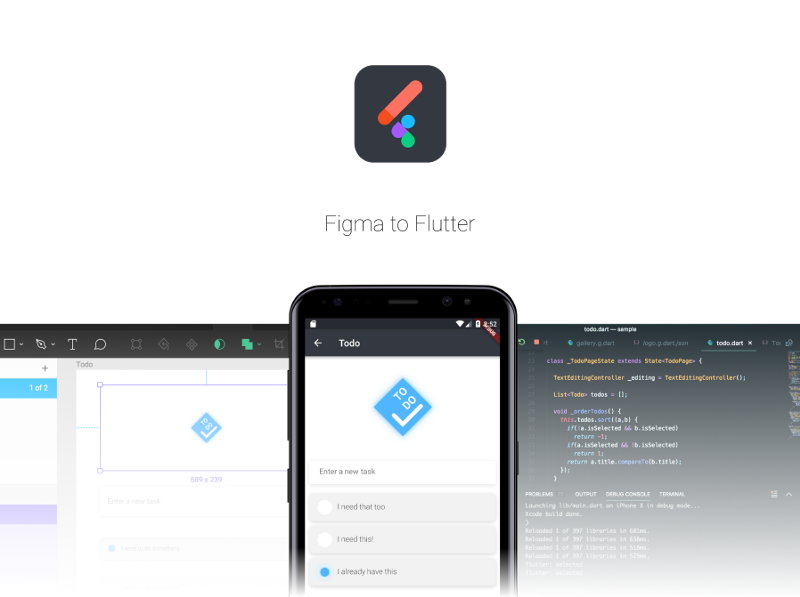 Figma to Flutter
8:52
Todo
TO
DO
Enter a new task
I need that too
I need this!
I already have this
T
+
1 of 2
Todo
TO
DO
689 x 239
Enter a new task
todo.dart — sample
gallery.g.dart
logo.g.dart.json
todo.dart ×
class _TodoPageState extends State<TodoPage> {
TextEditingController _editing = TextEditingController();
List<Todo> todos = [];
void _orderTodos() {
this.todos.sort((a,b) {
if(!a.isSelected && b.isSelected)
return -1;
if(a.isSelected && !b.isSelected)
return 1;
return a.title.compareTo(b.title);
});
}
PROBLEMS OUTPUT DEBUG CONSOLE TERMINAL
Launching lib/main.dart on iPhone X in debug mode...
Xcode build done.
Reloaded 1 of 397 libraries in
Reloaded 1 of 397 libraries in
Reloaded 1 of 397 libraries in
Reloaded 1 of 397 libraries in
flutter: selected
flutter: selected